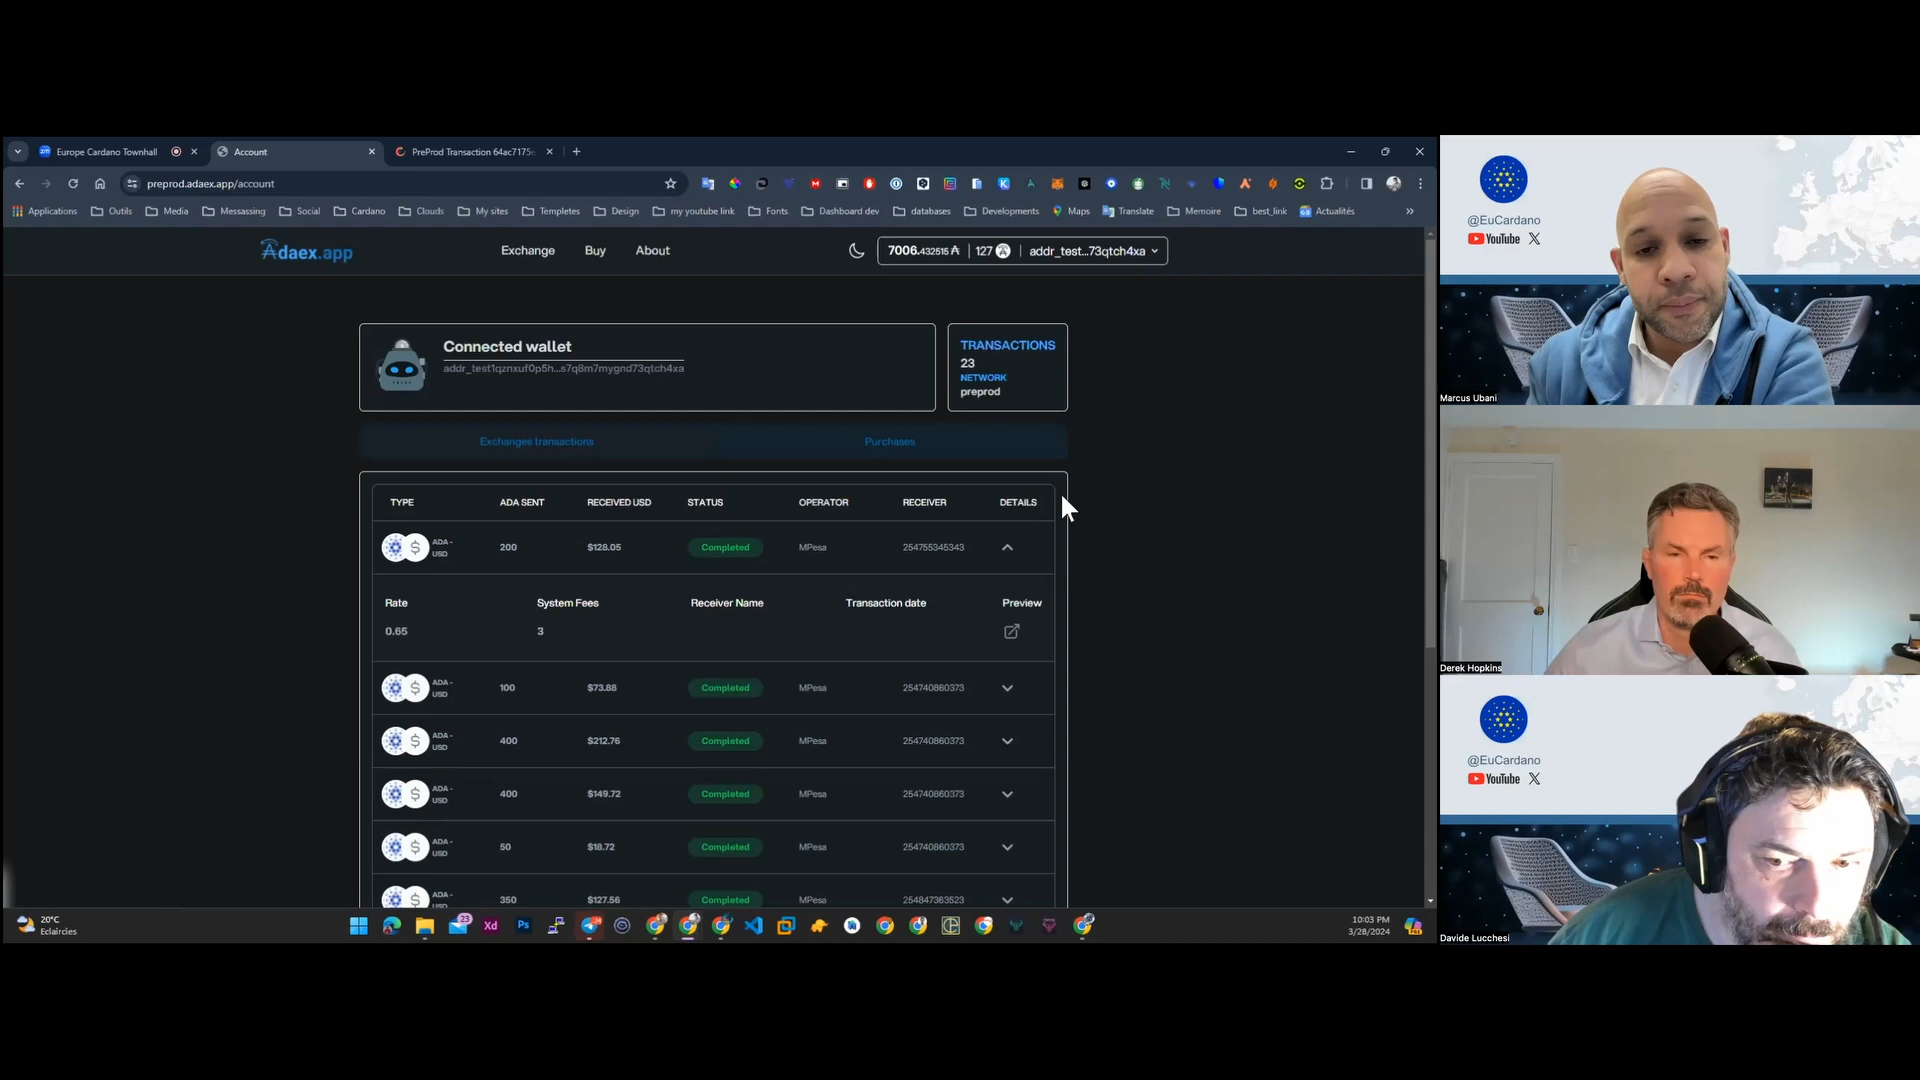 Europe Cardano Townhall
Account
PreProd Transaction 64ac7175
preprod.adaex.app/account
Applications
Outils
Media
Messassing
Social
Cardano
Clouds
My sites
Templetes
Design
my youtube link
Fonts
Dashboard dev
databases
Developments
Maps
Translate
Memoire
best_link
Actualités
Adaex.app
Exchange
Buy
About
7006.432515 ₳ | 127 | addr_test...73qtch4xa
Connected wallet
addr_test1qznxuf0p5h...s7q8m7mygnd73qtch4xa
TRANSACTIONS
23
NETWORK
preprod
Exchanges transactions
Purchases
TYPE ADA SENT RECEIVED USD STATUS OPERATOR RECEIVER DETAILS
ADA - USD 200 $128.05 Completed MPesa 254755345343
Rate System Fees Receiver Name Transaction date Preview
0.65 3
ADA - USD 100 $73.88 Completed MPesa 254740860373
ADA - USD 400 $212.76 Completed MPesa 254740860373
ADA - USD 400 $149.72 Completed MPesa 254740860373
ADA - USD 50 $18.72 Completed MPesa 254740860373
ADA - USD 350 $127.56 Completed MPesa 254847363523
20°C
Eclaircies
23
Xd
Ps
10:03 PM
3/28/2024
@EuCardano
YouTube X
Marcus Ubani
Derek Hopkins
@EuCardano
YouTube X
Davide Lucchesi